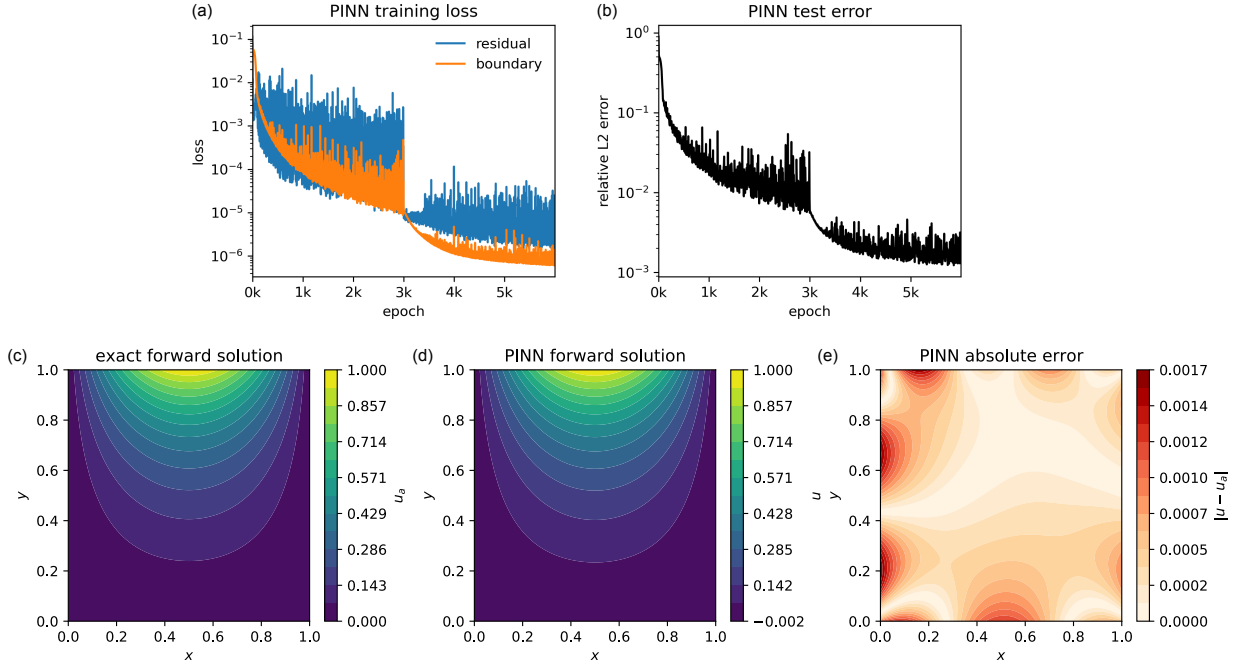 (a)
PINN training loss
10⁻¹
10⁻²
10⁻³
10⁻⁴
10⁻⁵
10⁻⁶
loss
residual
boundary
0k
1k
2k
3k
4k
5k
epoch
(b)
PINN test error
10⁰
10⁻¹
10⁻²
10⁻³
relative L2 error
0k
1k
2k
3k
4k
5k
epoch
(c)
exact forward solution
1.0
0.8
0.6
0.4
0.2
0.0
y
0.0
0.2
0.4
0.6
0.8
1.0
x
1.000
0.857
0.714
0.571
0.429
0.286
0.143
0.000
uₐ
(d)
PINN forward solution
1.0
0.8
0.6
0.4
0.2
0.0
y
0.0
0.2
0.4
0.6
0.8
1.0
x
1.000
0.857
0.714
0.571
0.429
0.285
0.142
−0.002
u
(e)
PINN absolute error
1.0
0.8
0.6
0.4
0.2
0.0
y
0.0
0.2
0.4
0.6
0.8
1.0
x
0.0017
0.0014
0.0012
0.0010
0.0007
0.0005
0.0002
0.0000
|u − uₐ|